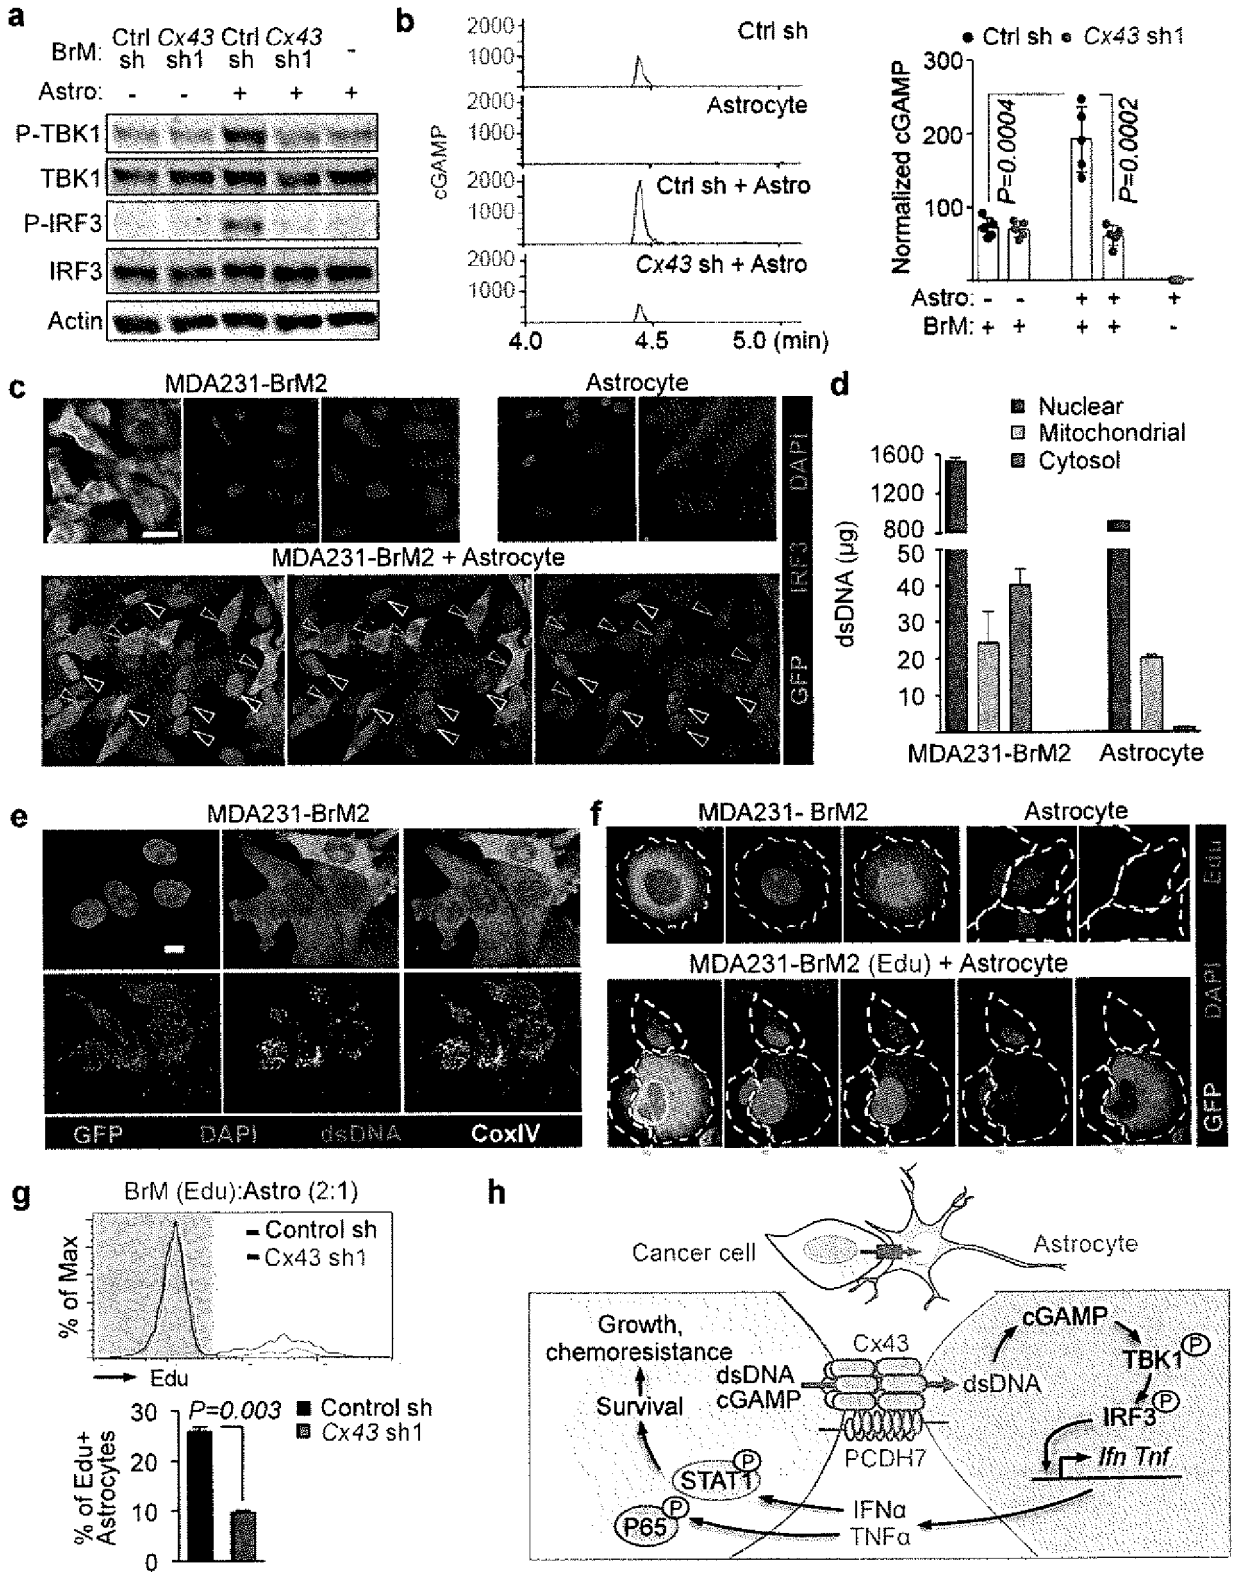 a
BrM: Ctrl sh Cx43 sh1 Ctrl sh Cx43 sh1 -
Astro: - - + + +
P-TBK1
TBK1
P-IRF3
IRF3
Actin
b
cGAMP
2000
1000
Ctrl sh
2000
1000
Astrocyte
2000
1000
Ctrl sh + Astro
2000
1000
Cx43 sh + Astro
4.0 4.5 5.0 (min)
Ctrl sh Cx43 sh1
Normalized cGAMP
300
200
100
P=0.0004
P=0.0002
Astro: - - + + +
BrM: + + + + -
c
MDA231-BrM2
Astrocyte
MDA231-BrM2 + Astrocyte
GFP IRF3 DAPI
d
Nuclear
Mitochondrial
Cytosol
dsDNA (µg)
1600
1200
800
50
40
30
20
10
MDA231-BrM2 Astrocyte
e
MDA231-BrM2
GFP DAPI dsDNA CoxIV
f
MDA231- BrM2
Astrocyte
MDA231-BrM2 (Edu) + Astrocyte
GFP DAPI Edu
g
BrM (Edu):Astro (2:1)
% of Max
Control sh
Cx43 sh1
Edu
% of Edu+
Astrocytes
30
20
10
0
P=0.003
Control sh
Cx43 sh1
h
Cancer cell
Astrocyte
Growth,
chemoresistance
Survival
STAT1
P
P65
P
dsDNA
cGAMP
Cx43
PCDH7
dsDNA
cGAMP
TBK1
P
IRF3
P
Ifn Tnf
IFNα
TNFα